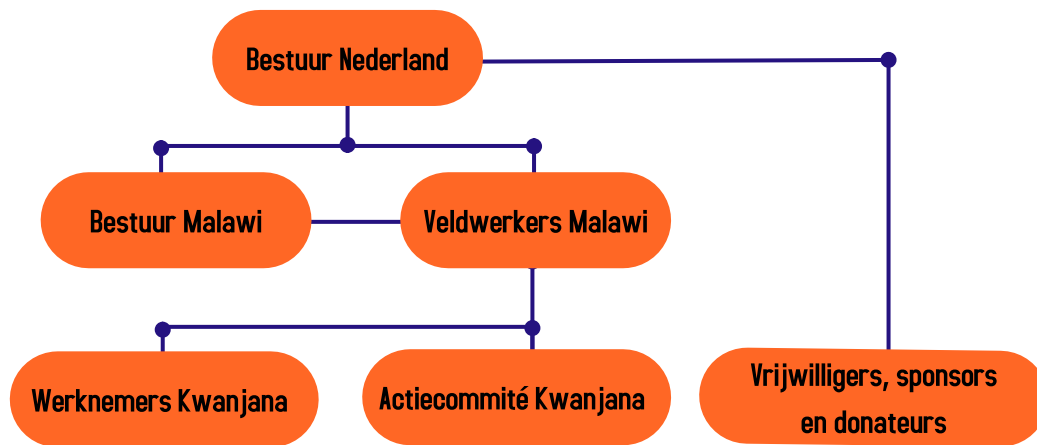 Bestuur Nederland
Bestuur Malawi
Veldwerkers Malawi
Werknemers Kwanjana
Actiecommité Kwanjana
Vrijwilligers, sponsors
en donateurs